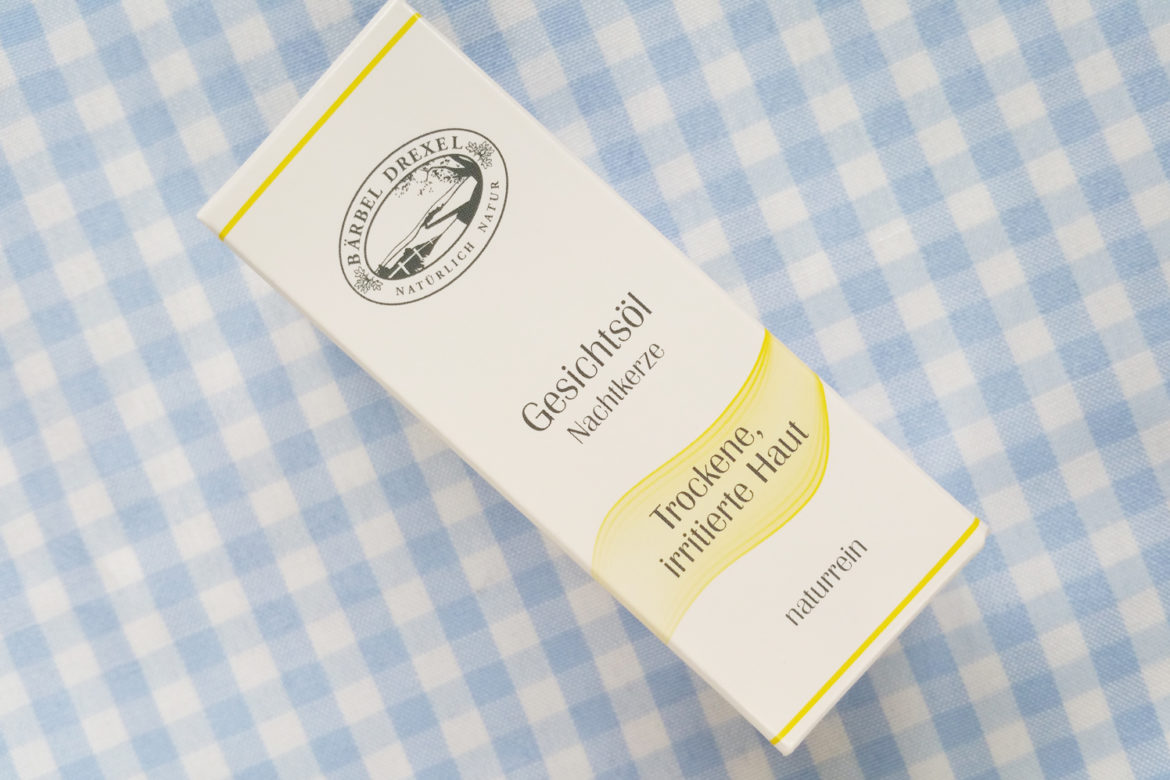 BÄRBEL DREXEL
NATÜRLICH NATUR
Gesichtsöl
Nachtkerze
Trockene,
irritierte Haut
naturrein